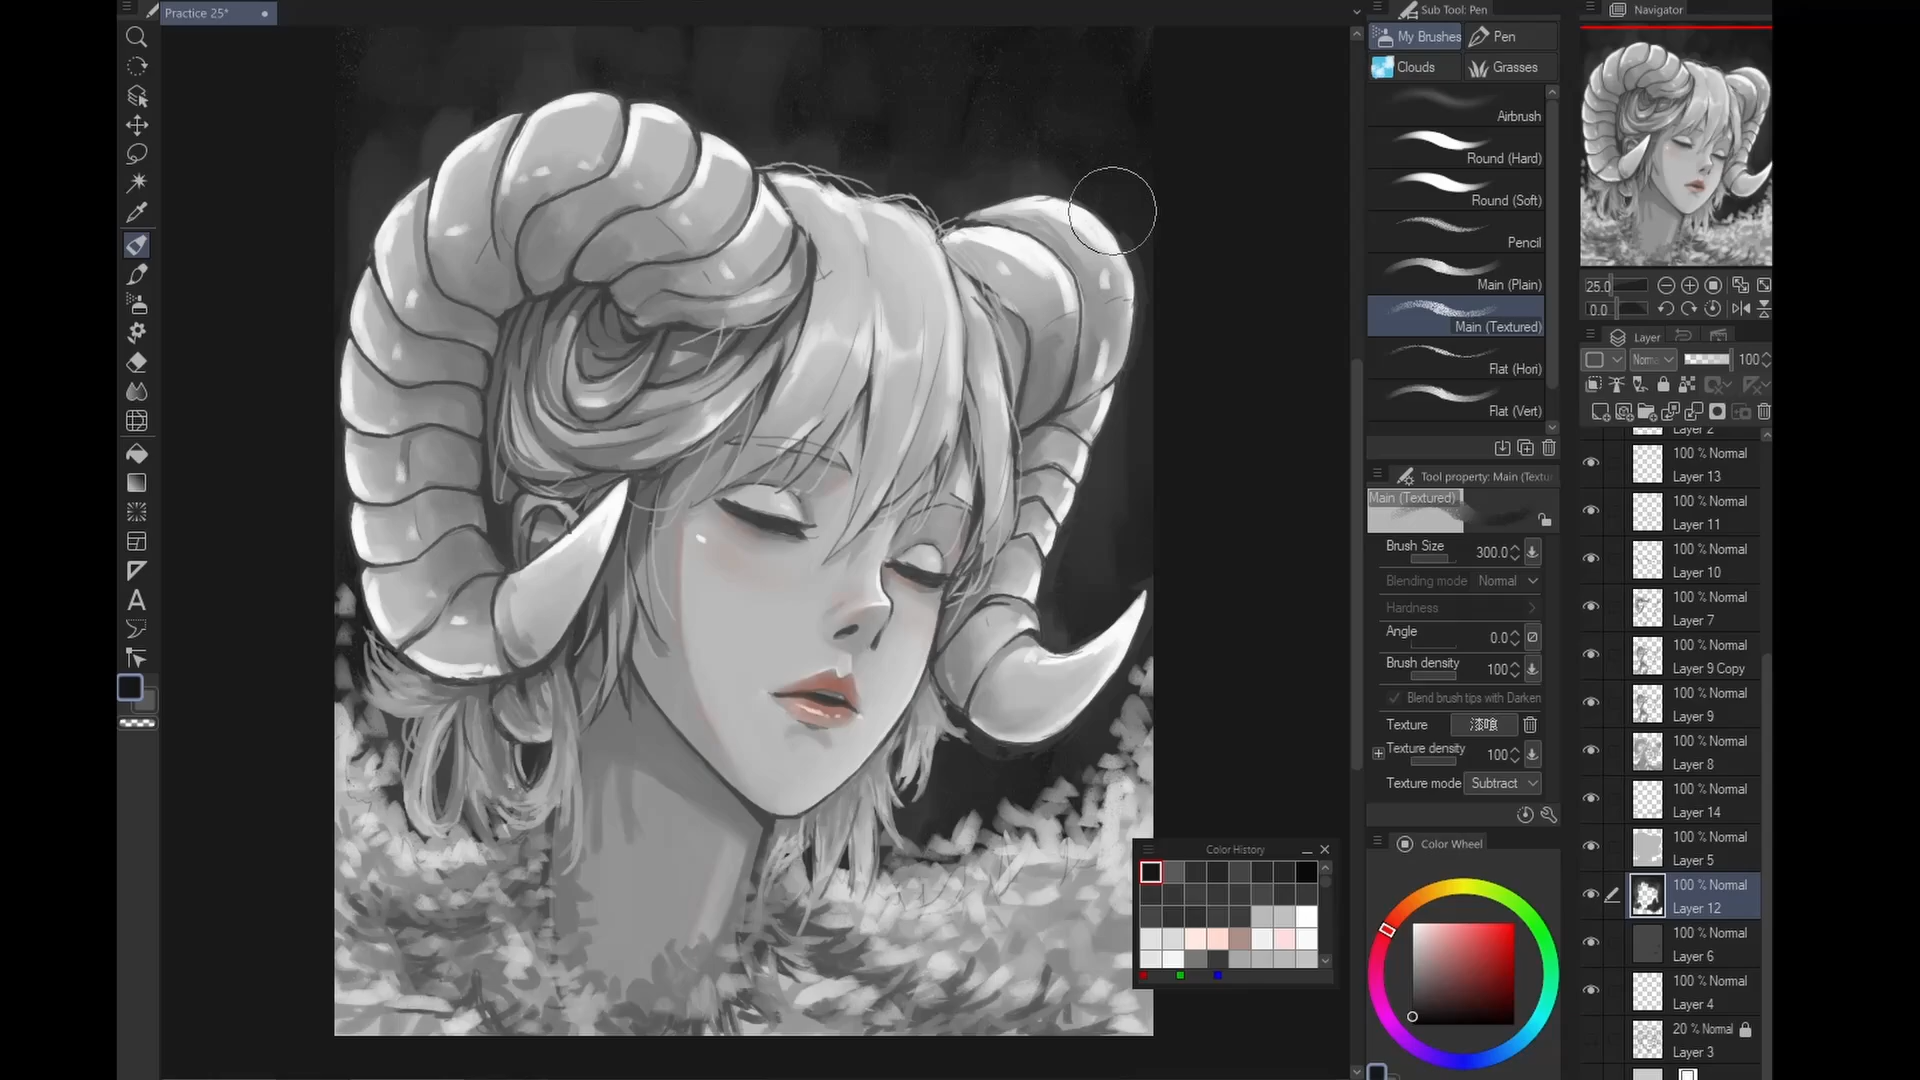 Practice 25*
Sub Tool: Pen
My Brushes
Pen
Clouds
Grasses
Airbrush
Round (Hard)
Round (Soft)
Pencil
Main (Plain)
Main (Textured)
Flat (Hori)
Flat (Vert)
Tool property: Main (Textur
Main (Textured)
Brush Size 300.0
Blending mode Normal
Hardness
Angle 0.0
Brush density 100
Blend brush tips with Darken
Texture 漆喰
Texture density 100
Texture mode Subtract
Color Wheel
Color History
Navigator
25.0
0.0
Layer
Norm 100
Layer 2
100 % Normal
Layer 13
100 % Normal
Layer 11
100 % Normal
Layer 10
100 % Normal
Layer 7
100 % Normal
Layer 9 Copy
100 % Normal
Layer 9
100 % Normal
Layer 8
100 % Normal
Layer 14
100 % Normal
Layer 5
100 % Normal
Layer 12
100 % Normal
Layer 6
100 % Normal
Layer 4
20 % Normal
Layer 3